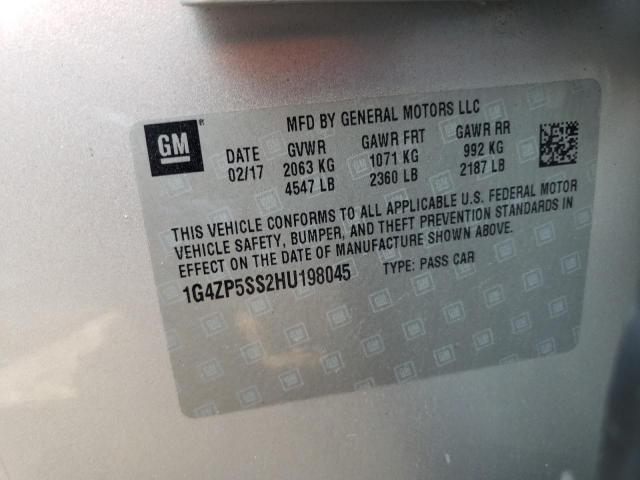 GM®
MFD BY GENERAL MOTORS LLC
DATE GVWR GAWR FRT GAWR RR
02/17 2063 KG 1071 KG 992 KG
4547 LB 2360 LB 2187 LB
THIS VEHICLE CONFORMS TO ALL APPLICABLE U.S. FEDERAL MOTOR
VEHICLE SAFETY, BUMPER, AND THEFT PREVENTION STANDARDS IN
EFFECT ON THE DATE OF MANUFACTURE SHOWN ABOVE.
1G4ZP5SS2HU198045 TYPE: PASS CAR